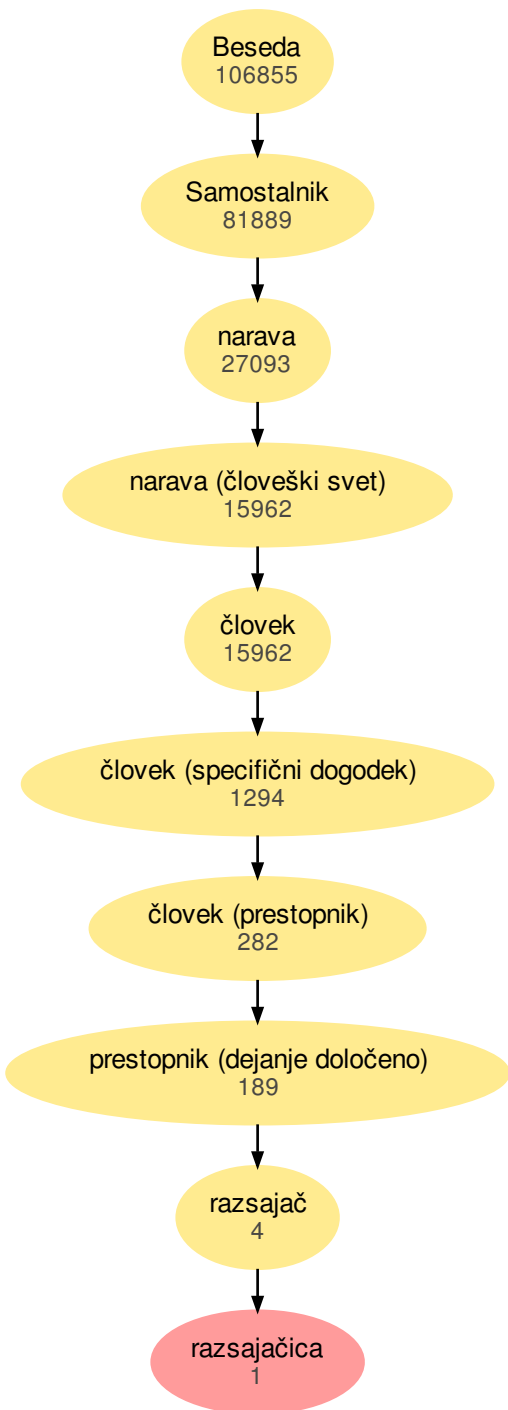 Beseda
106855
Samostalnik
81889
narava
27093
narava (človeški svet)
15962
človek
15962
človek (specifični dogodek)
1294
človek (prestopnik)
282
prestopnik (dejanje določeno)
189
razsajač
4
razsajačica
1